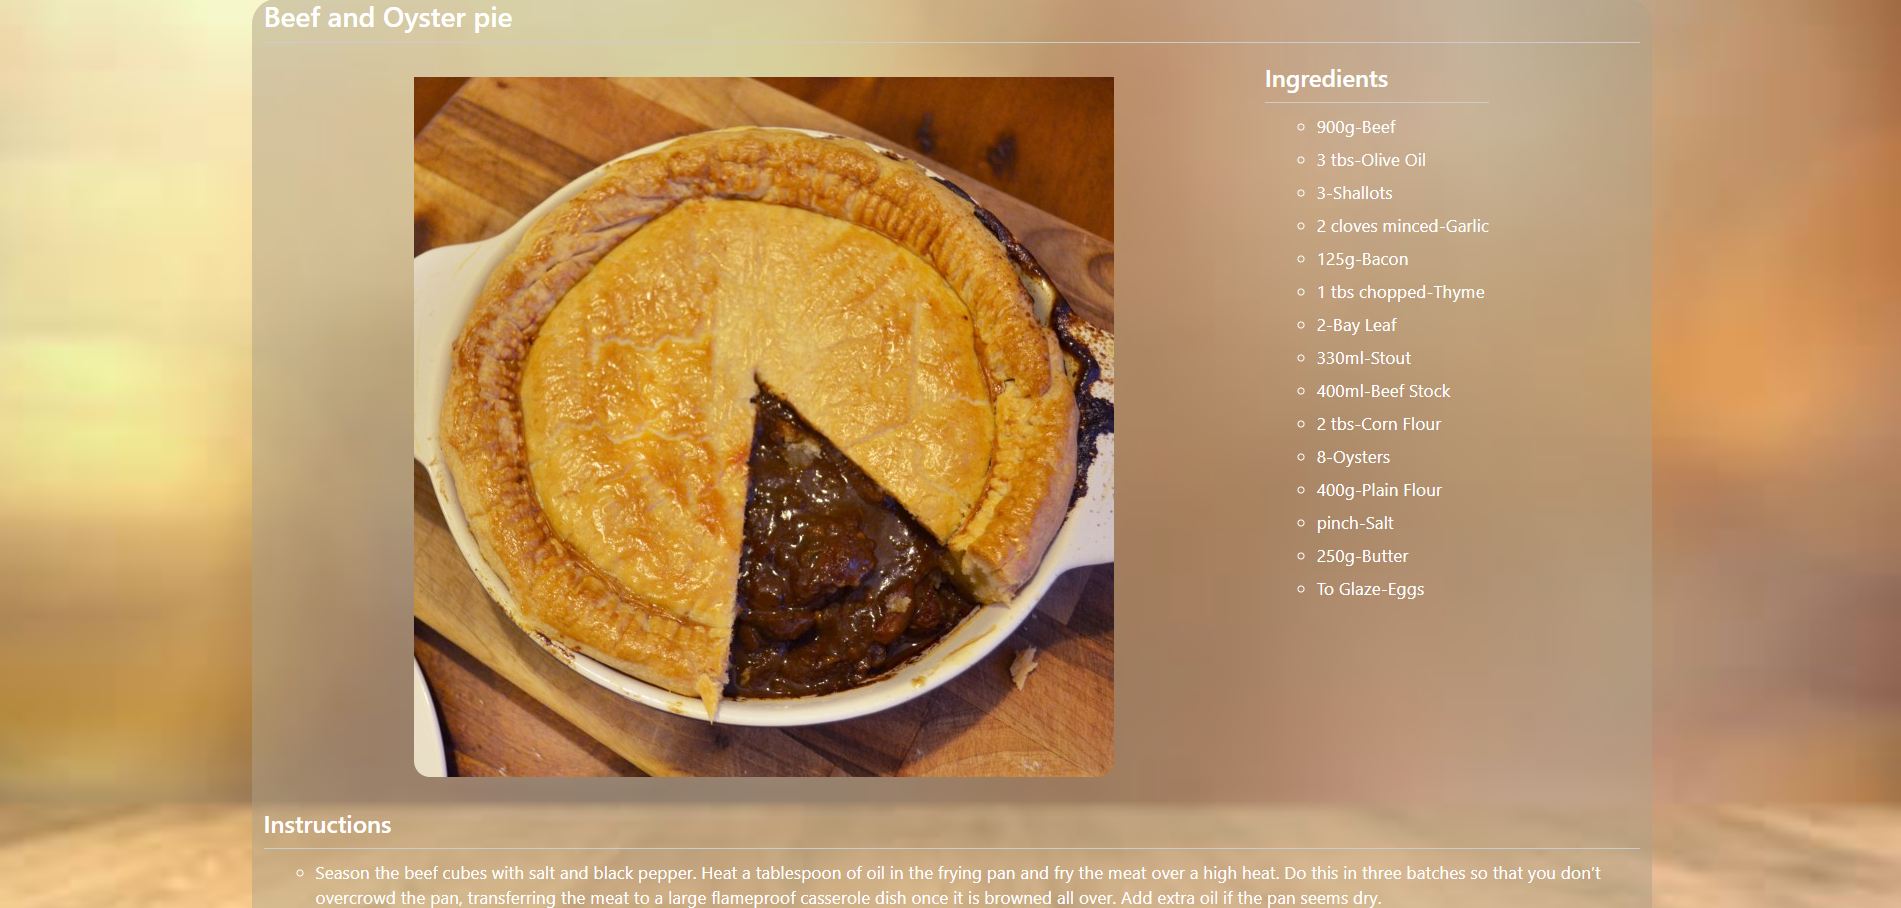 Beef and Oyster pie
Ingredients
900g-Beef
3 tbs-Olive Oil
3-Shallots
2 cloves minced-Garlic
125g-Bacon
1 tbs chopped-Thyme
2-Bay Leaf
330ml-Stout
400ml-Beef Stock
2 tbs-Corn Flour
8-Oysters
400g-Plain Flour
pinch-Salt
250g-Butter
To Glaze-Eggs
Instructions
Season the beef cubes with salt and black pepper. Heat a tablespoon of oil in the frying pan and fry the meat over a high heat. Do this in three batches so that you don’t
overcrowd the pan, transferring the meat to a large flameproof casserole dish once it is browned all over. Add extra oil if the pan seems dry.